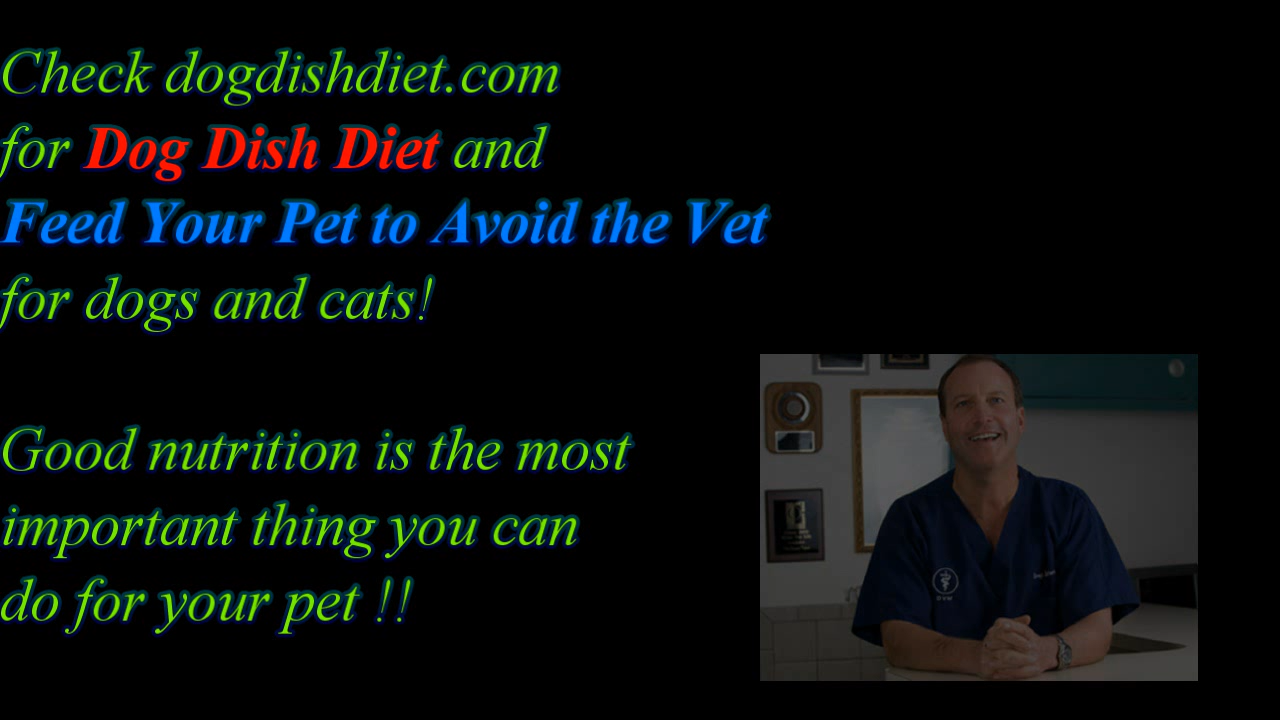 Check dogdishdiet.com
for Dog Dish Diet and
Feed Your Pet to Avoid the Vet
for dogs and cats!
Good nutrition is the most
important thing you can
do for your pet !!